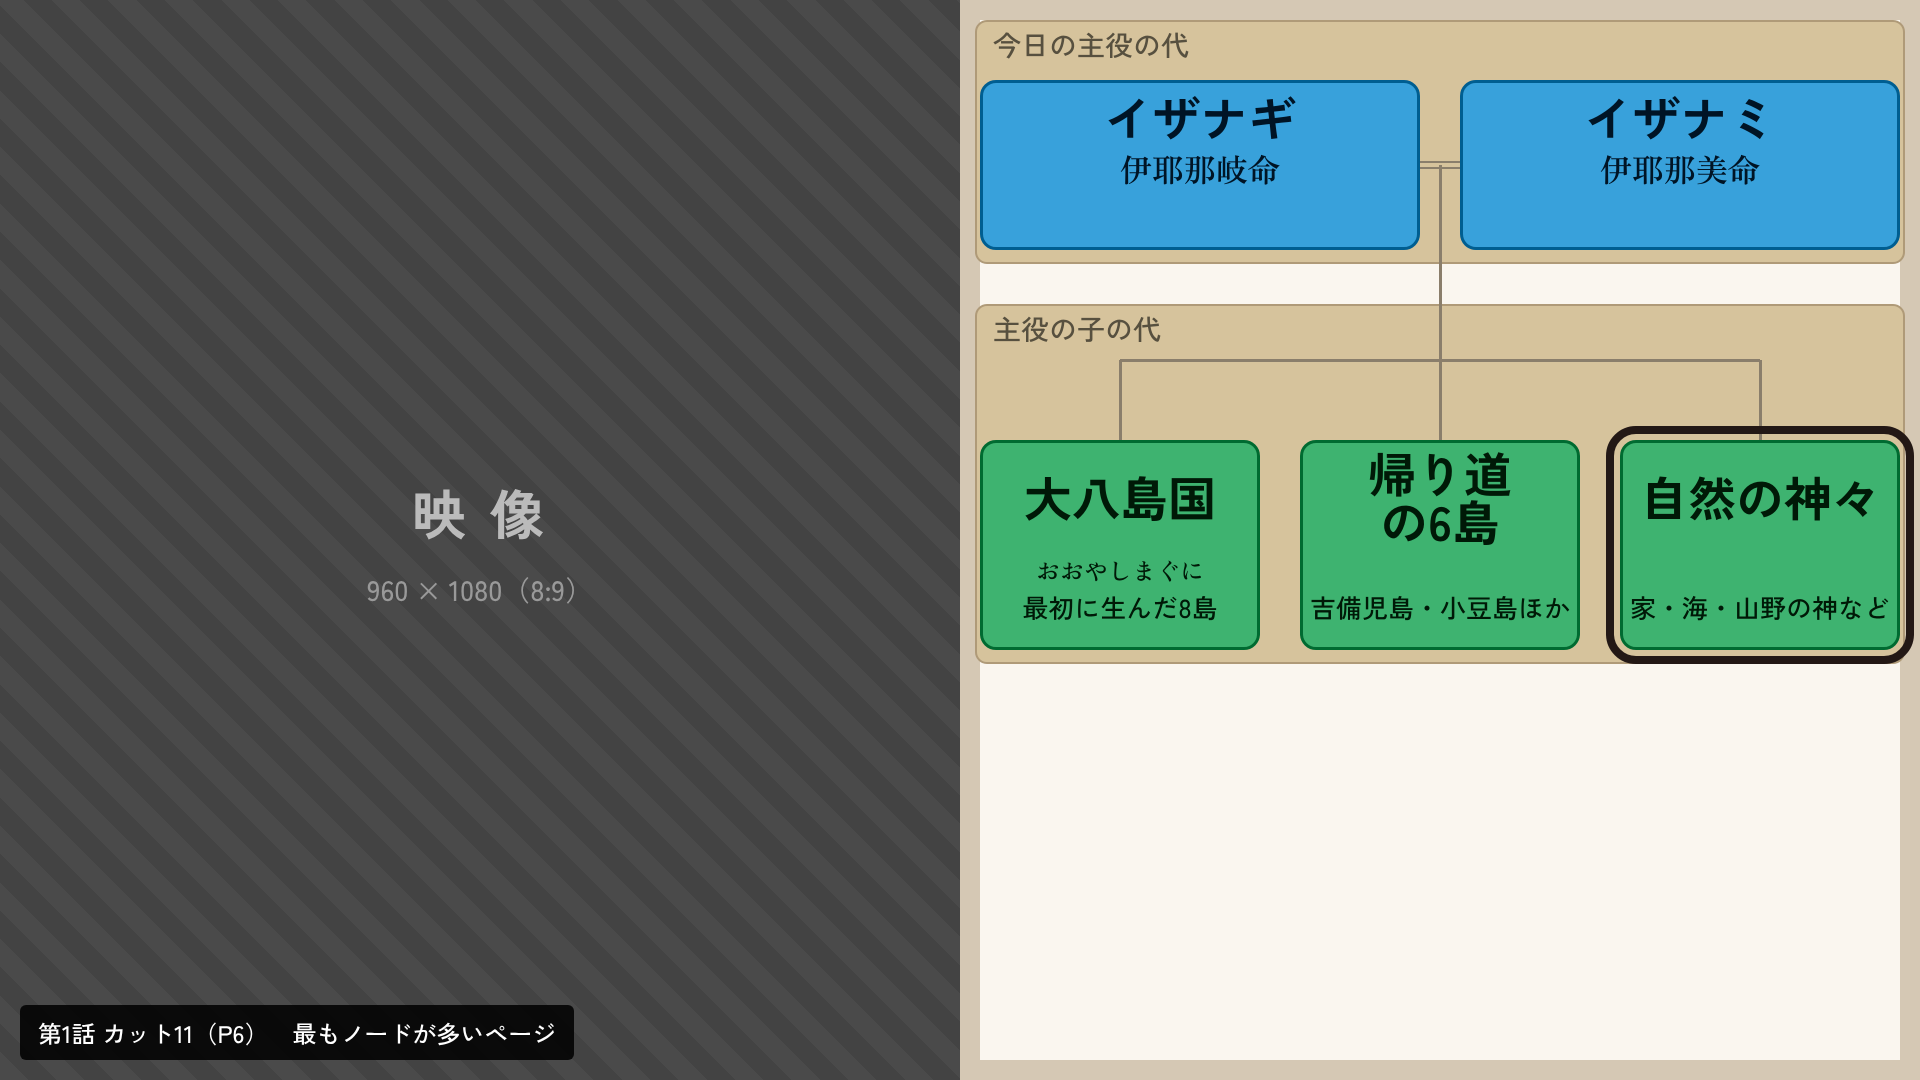 映 像
960 × 1080（8:9）
第1話 カット11（P6）　最もノードが多いページ
今日の主役の代
イザナギ
伊耶那岐命
イザナミ
伊耶那美命
主役の子の代
大八島国
おおやしまぐに
最初に生んだ8島
帰り道
の6島
吉備児島・小豆島ほか
自然の神々
家・海・山野の神など